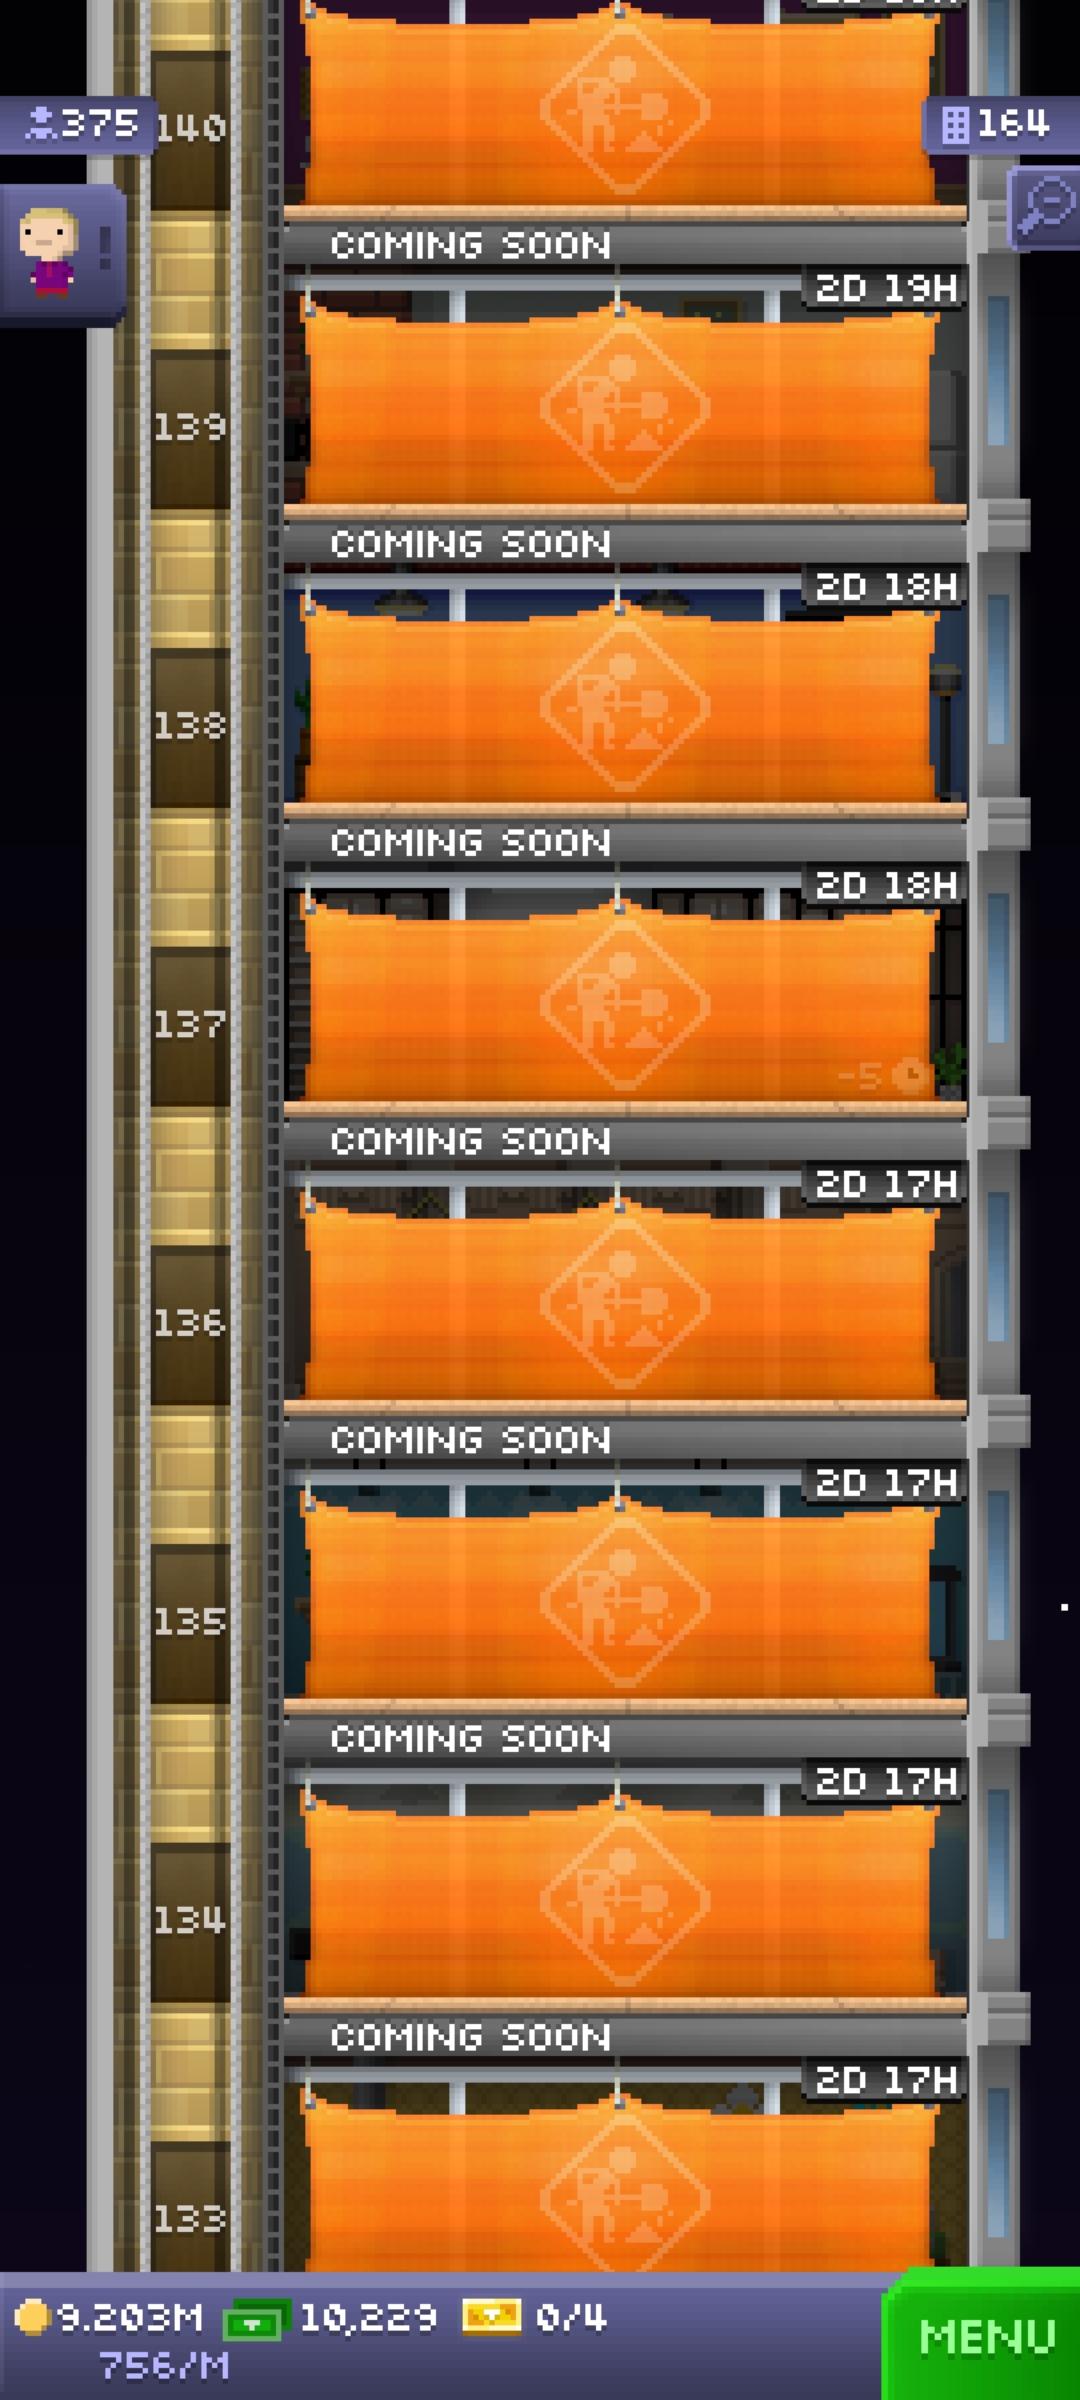 375
140
164
COMING SOON
2D 19H
139
COMING SOON
2D 18H
138
COMING SOON
2D 18H
137
-5
COMING SOON
2D 17H
136
COMING SOON
2D 17H
135
COMING SOON
2D 17H
134
COMING SOON
2D 17H
133
9.203M 10,229 0/4
756/M
MENU